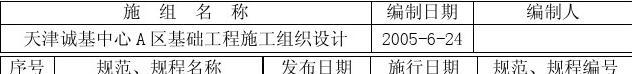 施 组 名 称 编制日期 编制人
天津诚基中心 A 区基础工程施工组织设计 2005-6-24
序号 规范、规程名称 发布日期 施行日期 规范、规程编号